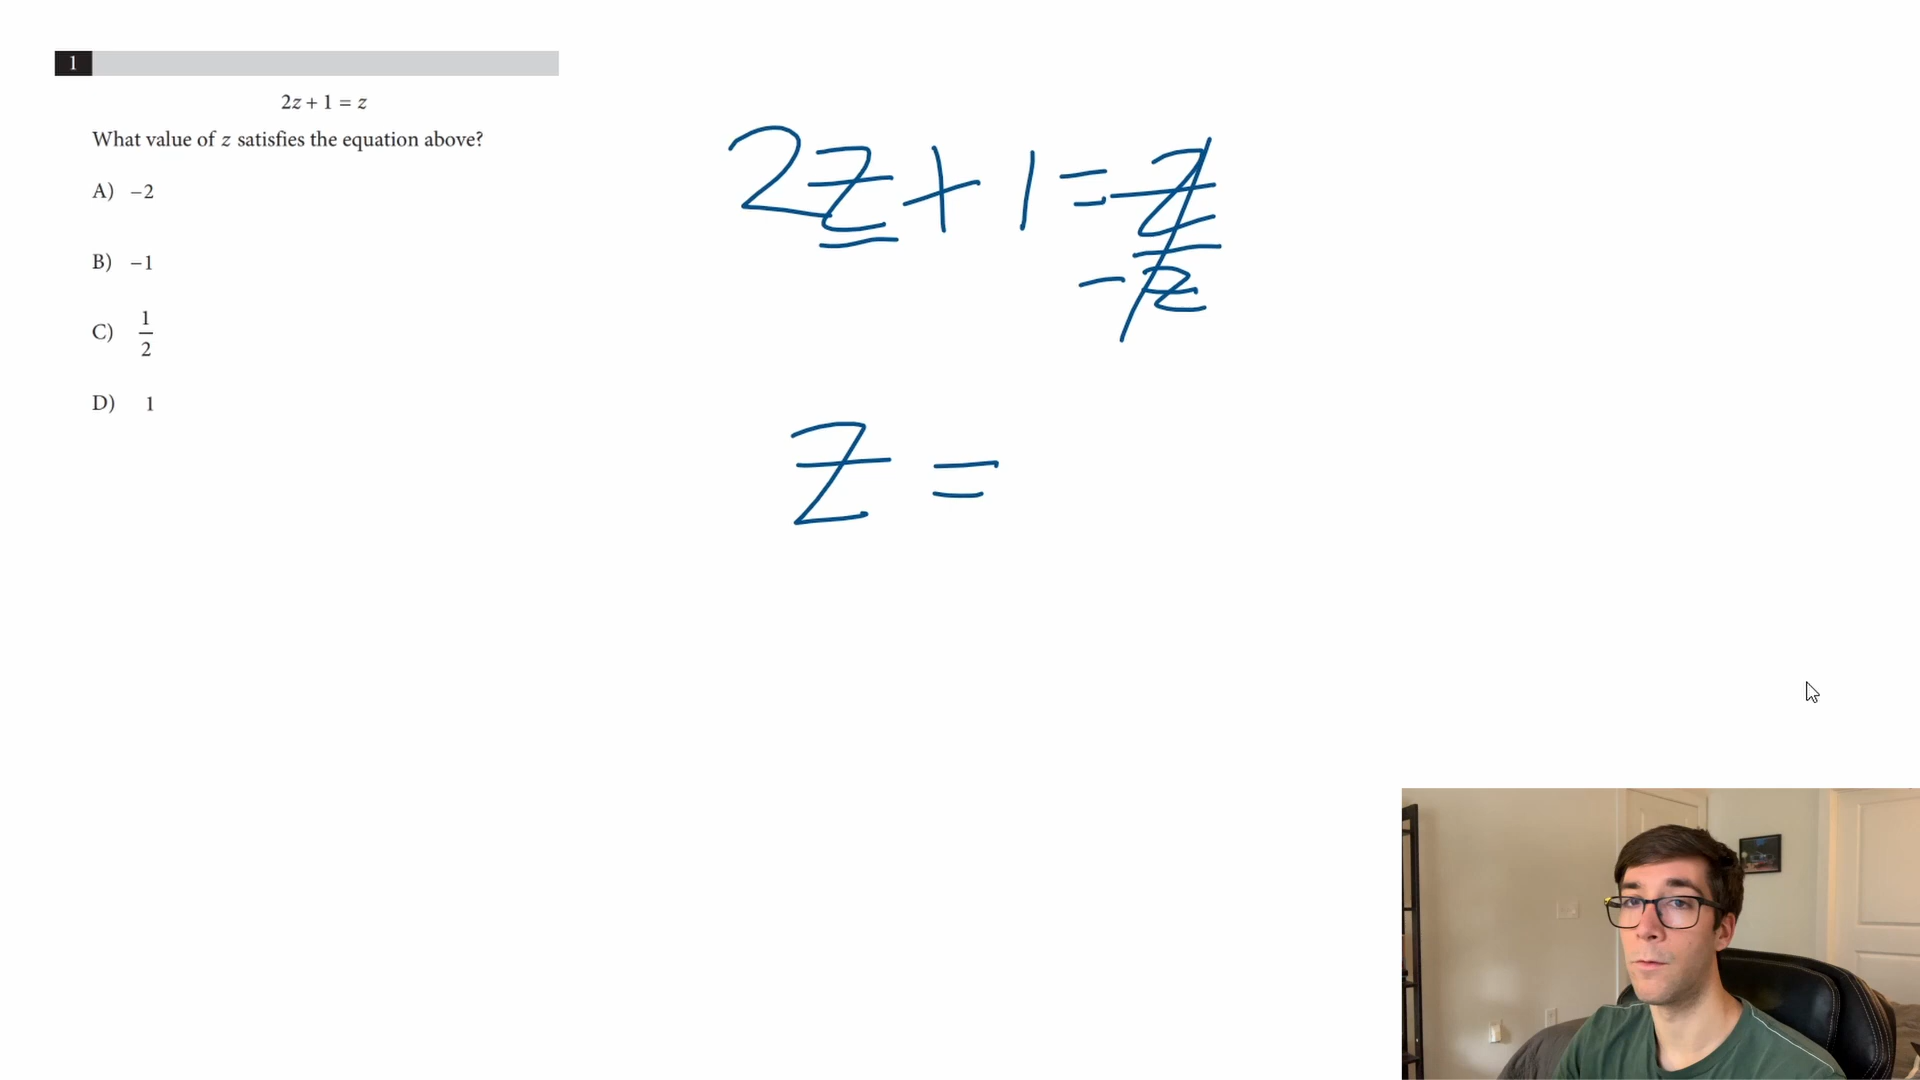 1
2z + 1 = z
What value of z satisfies the equation above?
A) −2
B) −1
C) 1/2
D) 1
2z + 1 = z
− z
z =